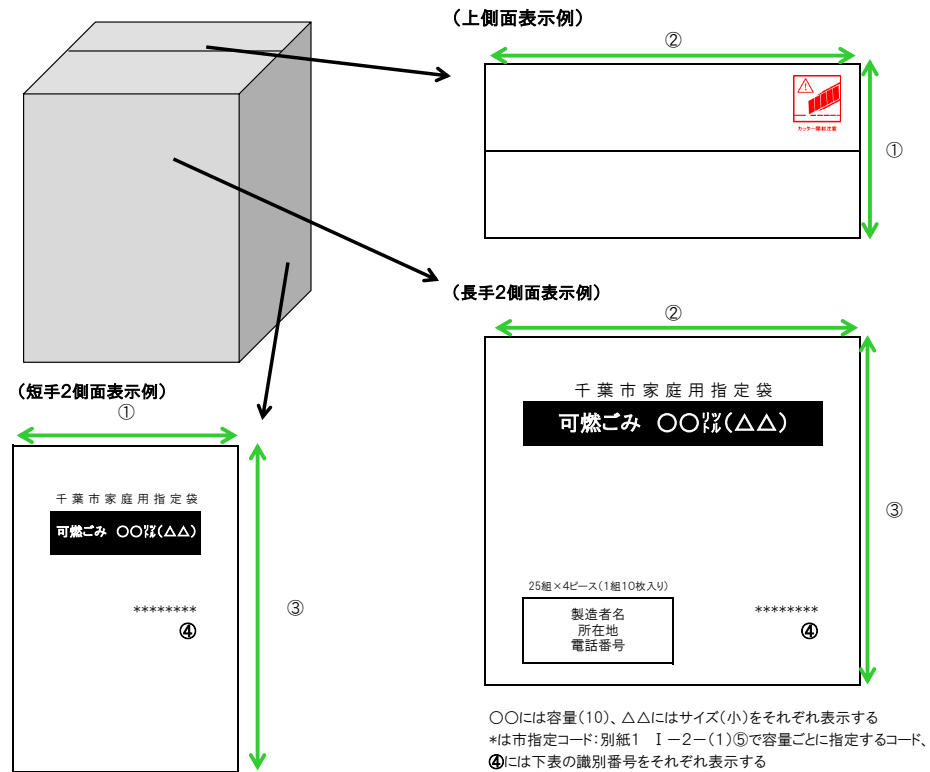 （上側面表示例）
②
カッター開封注意
①
（長手2側面表示例）
②
千葉市家庭用指定袋
可燃ごみ 〇〇㍑(△△)
25組×4ピース(1組10枚入り)
製造者名
所在地
電話番号
********
④
③
（短手2側面表示例）
①
千葉市家庭用指定袋
可燃ごみ 〇〇㍑(△△)
********
④
③
〇〇には容量(10)、△△にはサイズ(小)をそれぞれ表示する
*は市指定コード:別紙1 Ⅰ－2－(1)⑤で容量ごとに指定するコード、
④には下表の識別番号をそれぞれ表示する